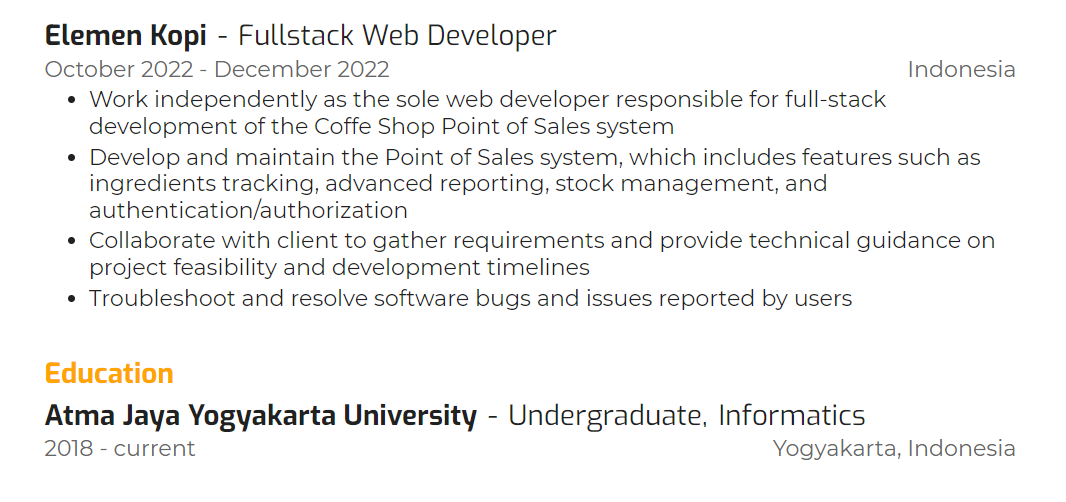 Elemen Kopi - Fullstack Web Developer
October 2022 - December 2022 Indonesia
• Work independently as the sole web developer responsible for full-stack
development of the Coffe Shop Point of Sales system
• Develop and maintain the Point of Sales system, which includes features such as
ingredients tracking, advanced reporting, stock management, and
authentication/authorization
• Collaborate with client to gather requirements and provide technical guidance on
project feasibility and development timelines
• Troubleshoot and resolve software bugs and issues reported by users
Education
Atma Jaya Yogyakarta University - Undergraduate, Informatics
2018 - current Yogyakarta, Indonesia